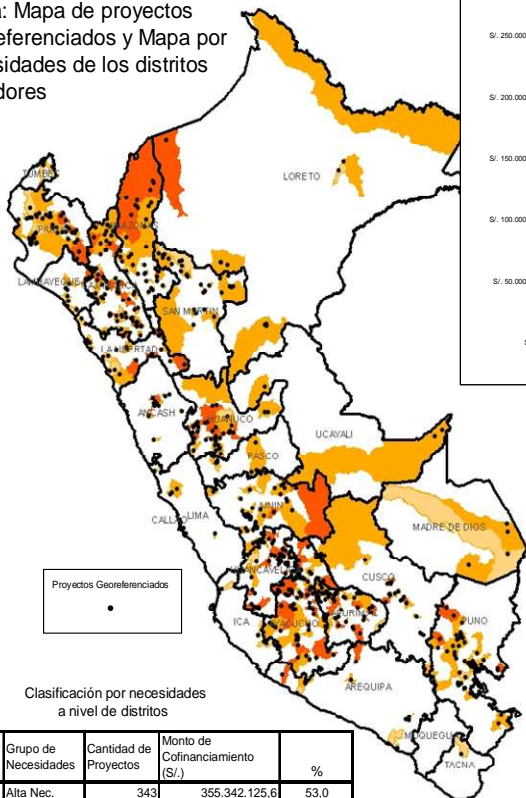 : Mapa de proyectos
referenciados y Mapa por
sidades de los distritos
dores
S/. 250.000
S/. 200.000
S/. 150.000
S/. 100.000
S/. 50.000
S
TUMBES
LORETO
PIURA
AMAZONAS
LAMBAYEQUE
CAJAMARCA
SAN MARTIN
LA LIBERTAD
ANCASH
HUANUCO
UCAYALI
PASCO
JUNIN
CALLAO
LIMA
MADRE DE DIOS
HUANCAVELICA
CUSCO
ICA
AYACUCHO
APURIMAC
PUNO
AREQUIPA
MOQUEGUA
TACNA
Proyectos Georeferenciados
Clasificación por necesidades
a nivel de distritos
Grupo de Necesidades | Cantidad de Proyectos | Monto de Cofinanciamiento (S/.) | %
Alta Nec. | 343 | 355.342.125,6 | 53,0